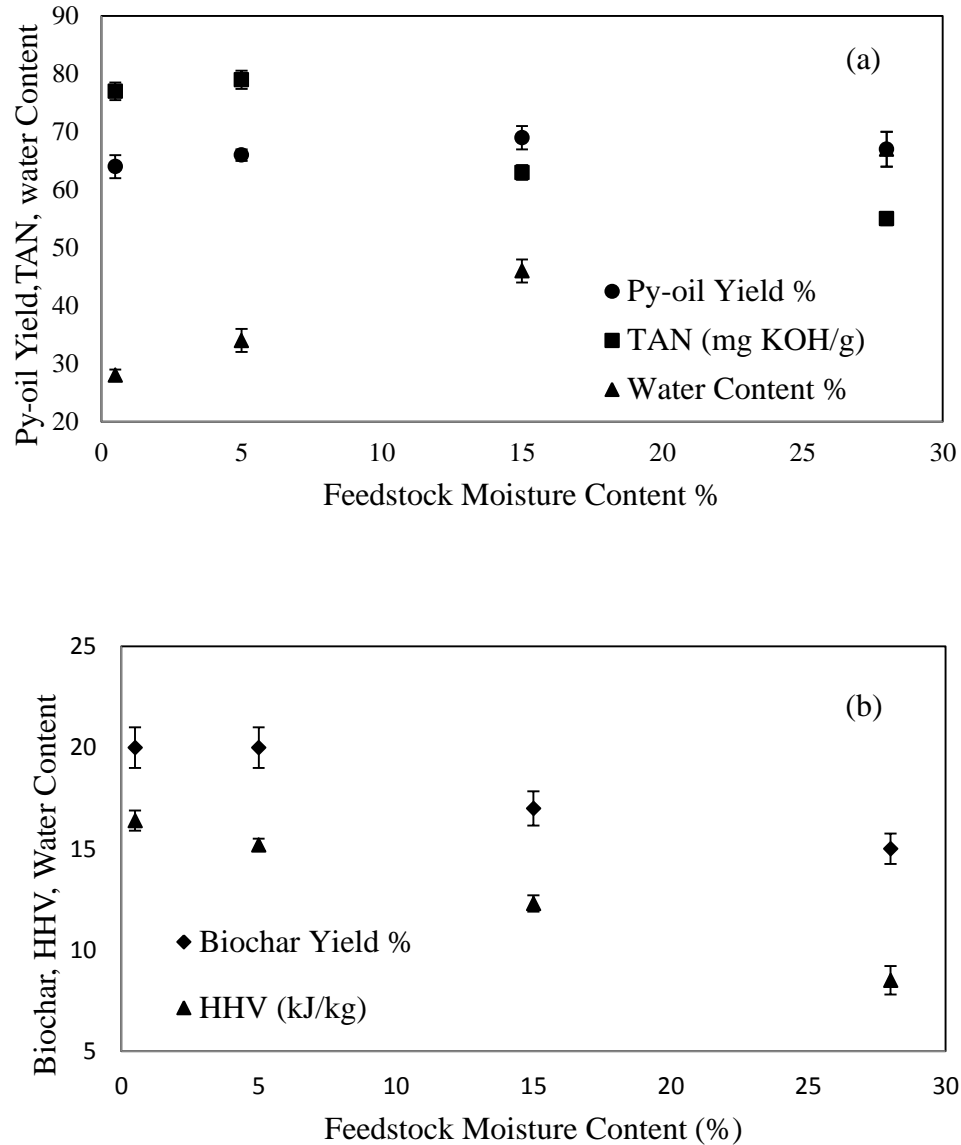 90
80
70
60
50
40
30
20
Py-oil Yield,TAN, water Content
(a)
Py-oil Yield %
TAN (mg KOH/g)
Water Content %
0 5 10 15 20 25 30
Feedstock Moisture Content %
25
20
15
10
5
Biochar, HHV, Water Content
(b)
Biochar Yield %
HHV (kJ/kg)
0 5 10 15 20 25 30
Feedstock Moisture Content (%)